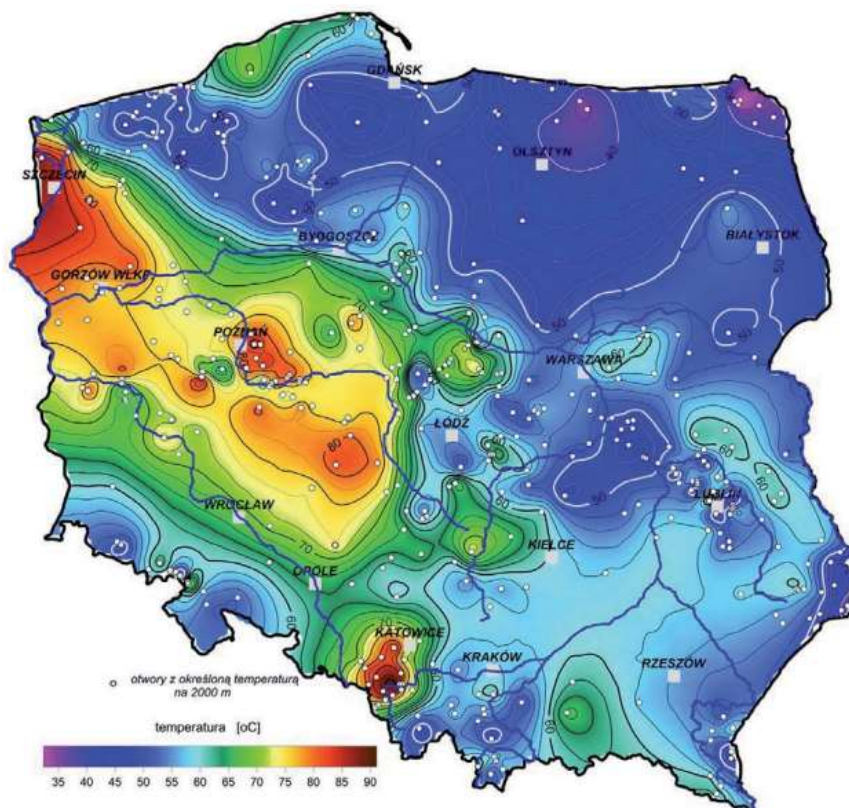 GDAŃSK
SZCZECIN
OLSZTYN
BYDGOSZCZ
BIAŁYSTOK
GORZÓW WLKP
POZNAŃ
WARSZAWA
ŁÓDŹ
LUBLIN
WROCŁAW
KIELCE
OPOLE
KATOWICE
KRAKÓW
RZESZÓW
otwory z określoną temperaturą
na 2000 m
temperatura [oC]
35 40 45 50 55 60 65 70 75 80 85 90